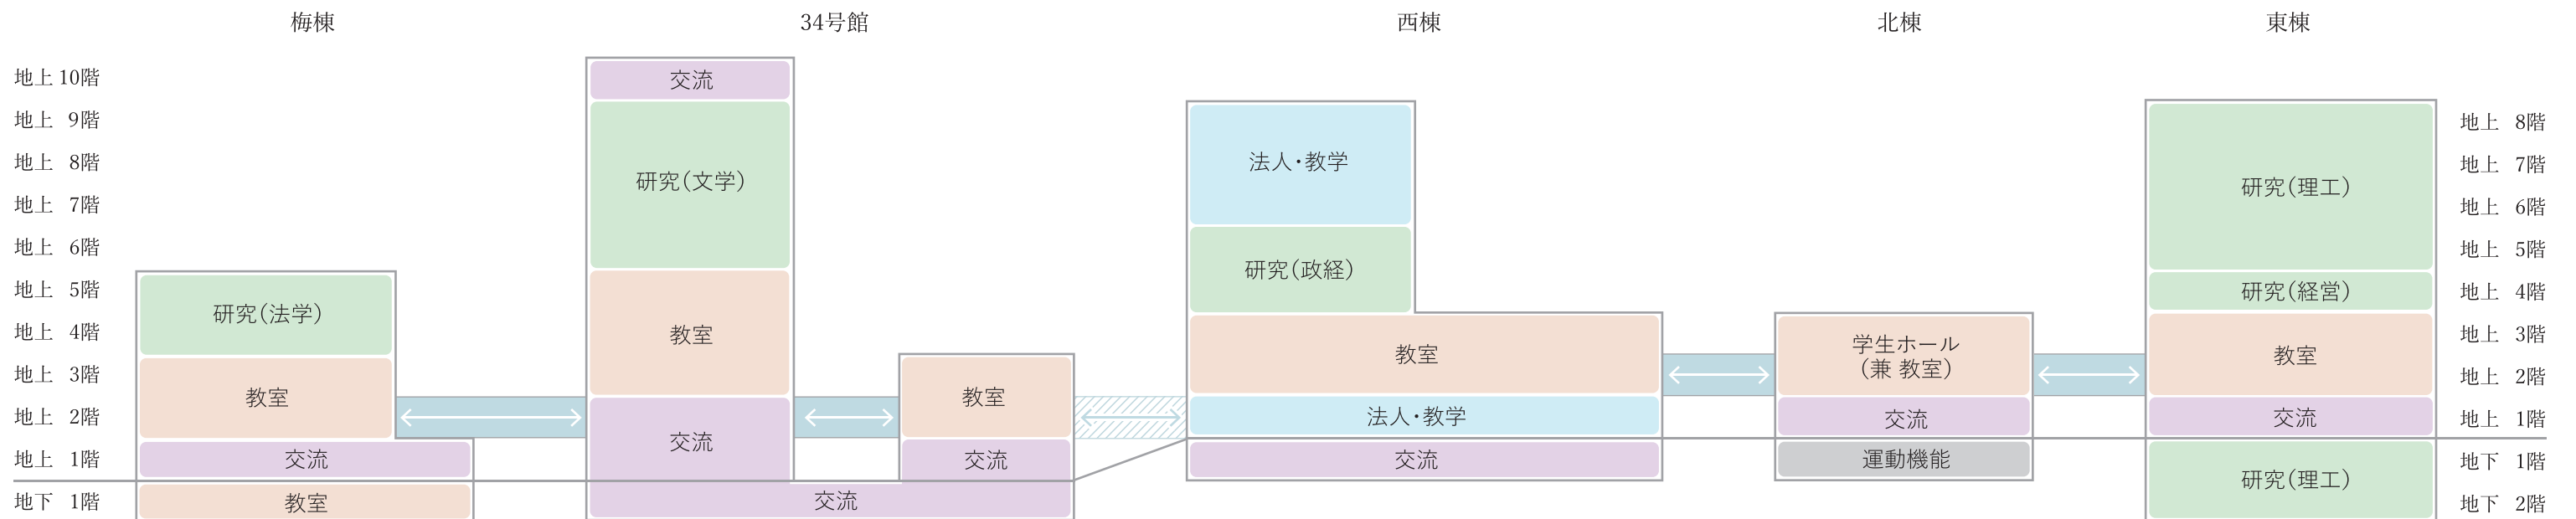 梅棟
34号館
西棟
北棟
東棟
地上 10階
地上 9階
地上 8階
地上 7階
地上 6階
地上 5階
地上 4階
地上 3階
地上 2階
地上 1階
地下 1階
研究(法学)
教室
交流
教室
交流
研究(文学)
教室
交流
教室
交流
交流
法人・教学
研究(政経)
教室
法人・教学
交流
学生ホール
(兼 教室)
交流
運動機能
研究(理工)
研究(経営)
教室
交流
研究(理工)
地上 8階
地上 7階
地上 6階
地上 5階
地上 4階
地上 3階
地上 2階
地上 1階
地下 1階
地下 2階